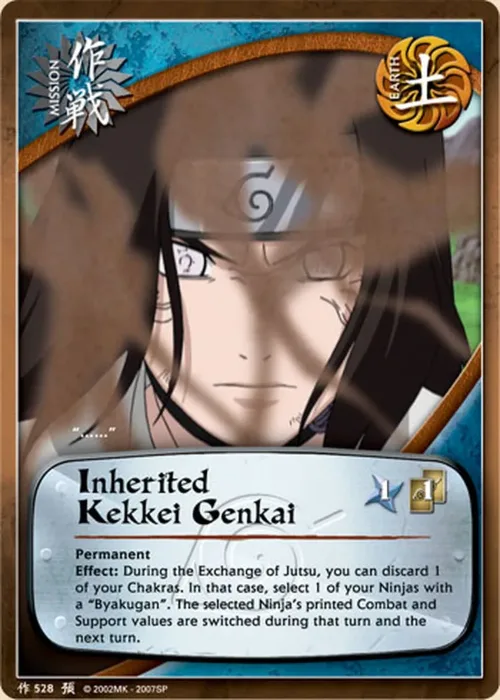 作戦
MISSION
EARTH
土
"......"
Inherited
Kekkei Genkai
1 1
Permanent
Effect: During the Exchange of Jutsu, you can discard 1
of your Chakras. In that case, select 1 of your Ninjas with
a "Byakugan". The selected Ninja's printed Combat and
Support values are switched during that turn and the
next turn.
作 528 張 © 2002MK - 2007SP